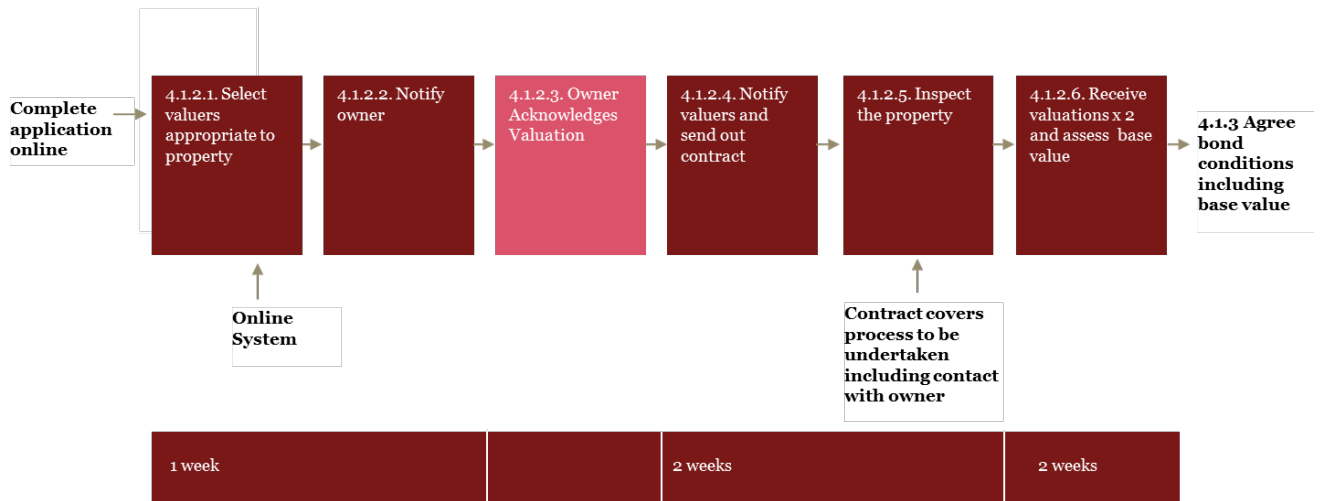 Complete
application
online
4.1.2.1. Select
valuers
appropriate to
property
4.1.2.2. Notify
owner
4.1.2.3. Owner
Acknowledges
Valuation
4.1.2.4. Notify
valuers and
send out
contract
4.1.2.5. Inspect
the property
4.1.2.6. Receive
valuations x 2
and assess base
value
4.1.3 Agree
bond
conditions
including
base value
Online
System
Contract covers
process to be
undertaken
including contact
with owner
1 week
2 weeks
2 weeks